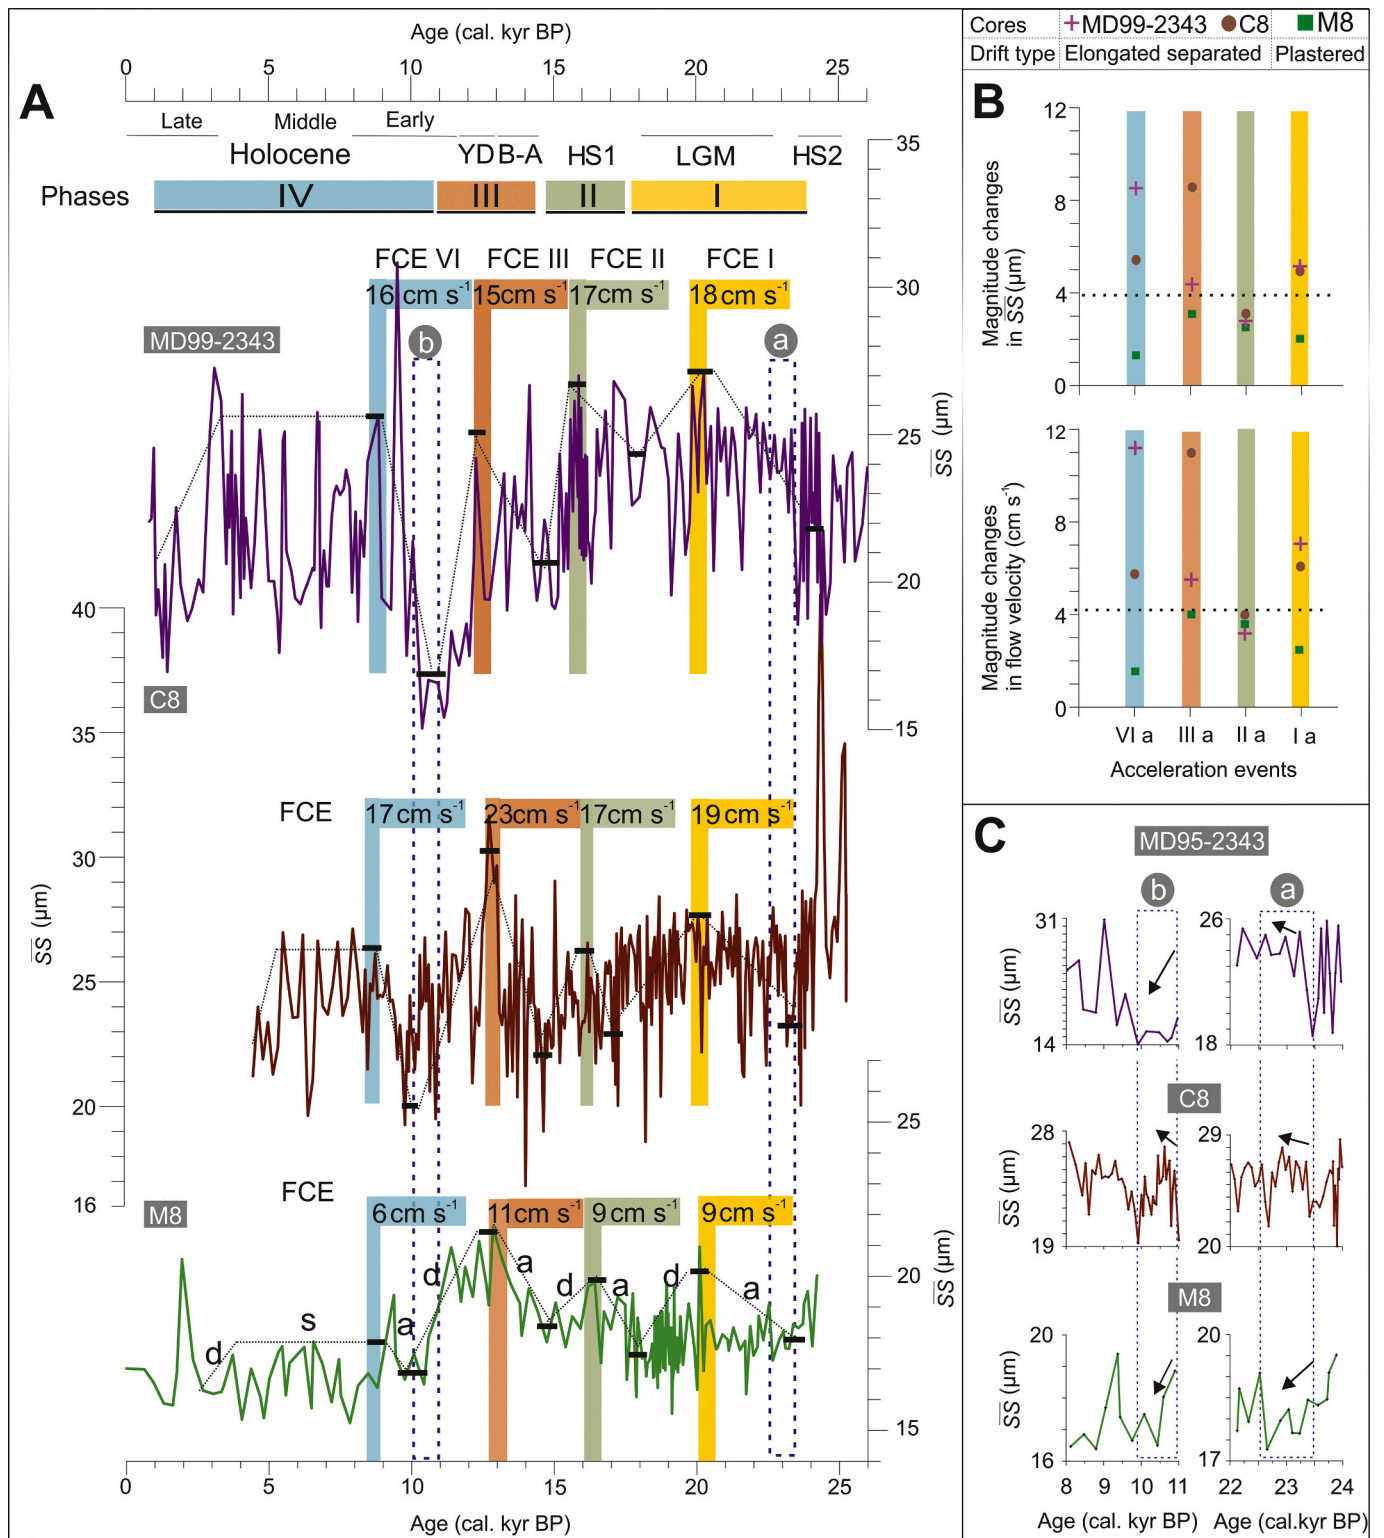 Age (cal. kyr BP)
0 5 10 15 20 25
A
Late Middle Early
Holocene YD B-A HS1 LGM HS2
Phases IV III II I
FCE VI FCE III FCE II FCE I
16 cm s-1 15cm s-1 17cm s-1 18 cm s-1
MD99-2343
b a
35
30
25
20
15
SS (µm)
C8
40
35
30
25
20
16
SS (µm)
FCE
17 cm s-1 23cm s-1 17cm s-1 19 cm s-1
FCE
M8
6 cm s-1 11cm s-1 9 cm s-1 9 cm s-1
d s a d a d a d a
25
20
15
SS (µm)
0 5 10 15 20 25
Age (cal. kyr BP)
Cores MD99-2343 C8 M8
Drift type Elongated separated Plastered
B
Magnitude changes
in SS (µm)
12
8
4
0
Magnitude changes
in flow velocity (cm s-1)
12
8
4
0
VI a III a II a I a
Acceleration events
C
MD95-2343
b a
31 26
SS (µm)
14 18
C8
28 29
SS (µm)
19 20
M8
20 20
SS (µm)
16 17
8 9 10 11 22 23 24
Age (cal. kyr BP) Age (cal.kyr BP)